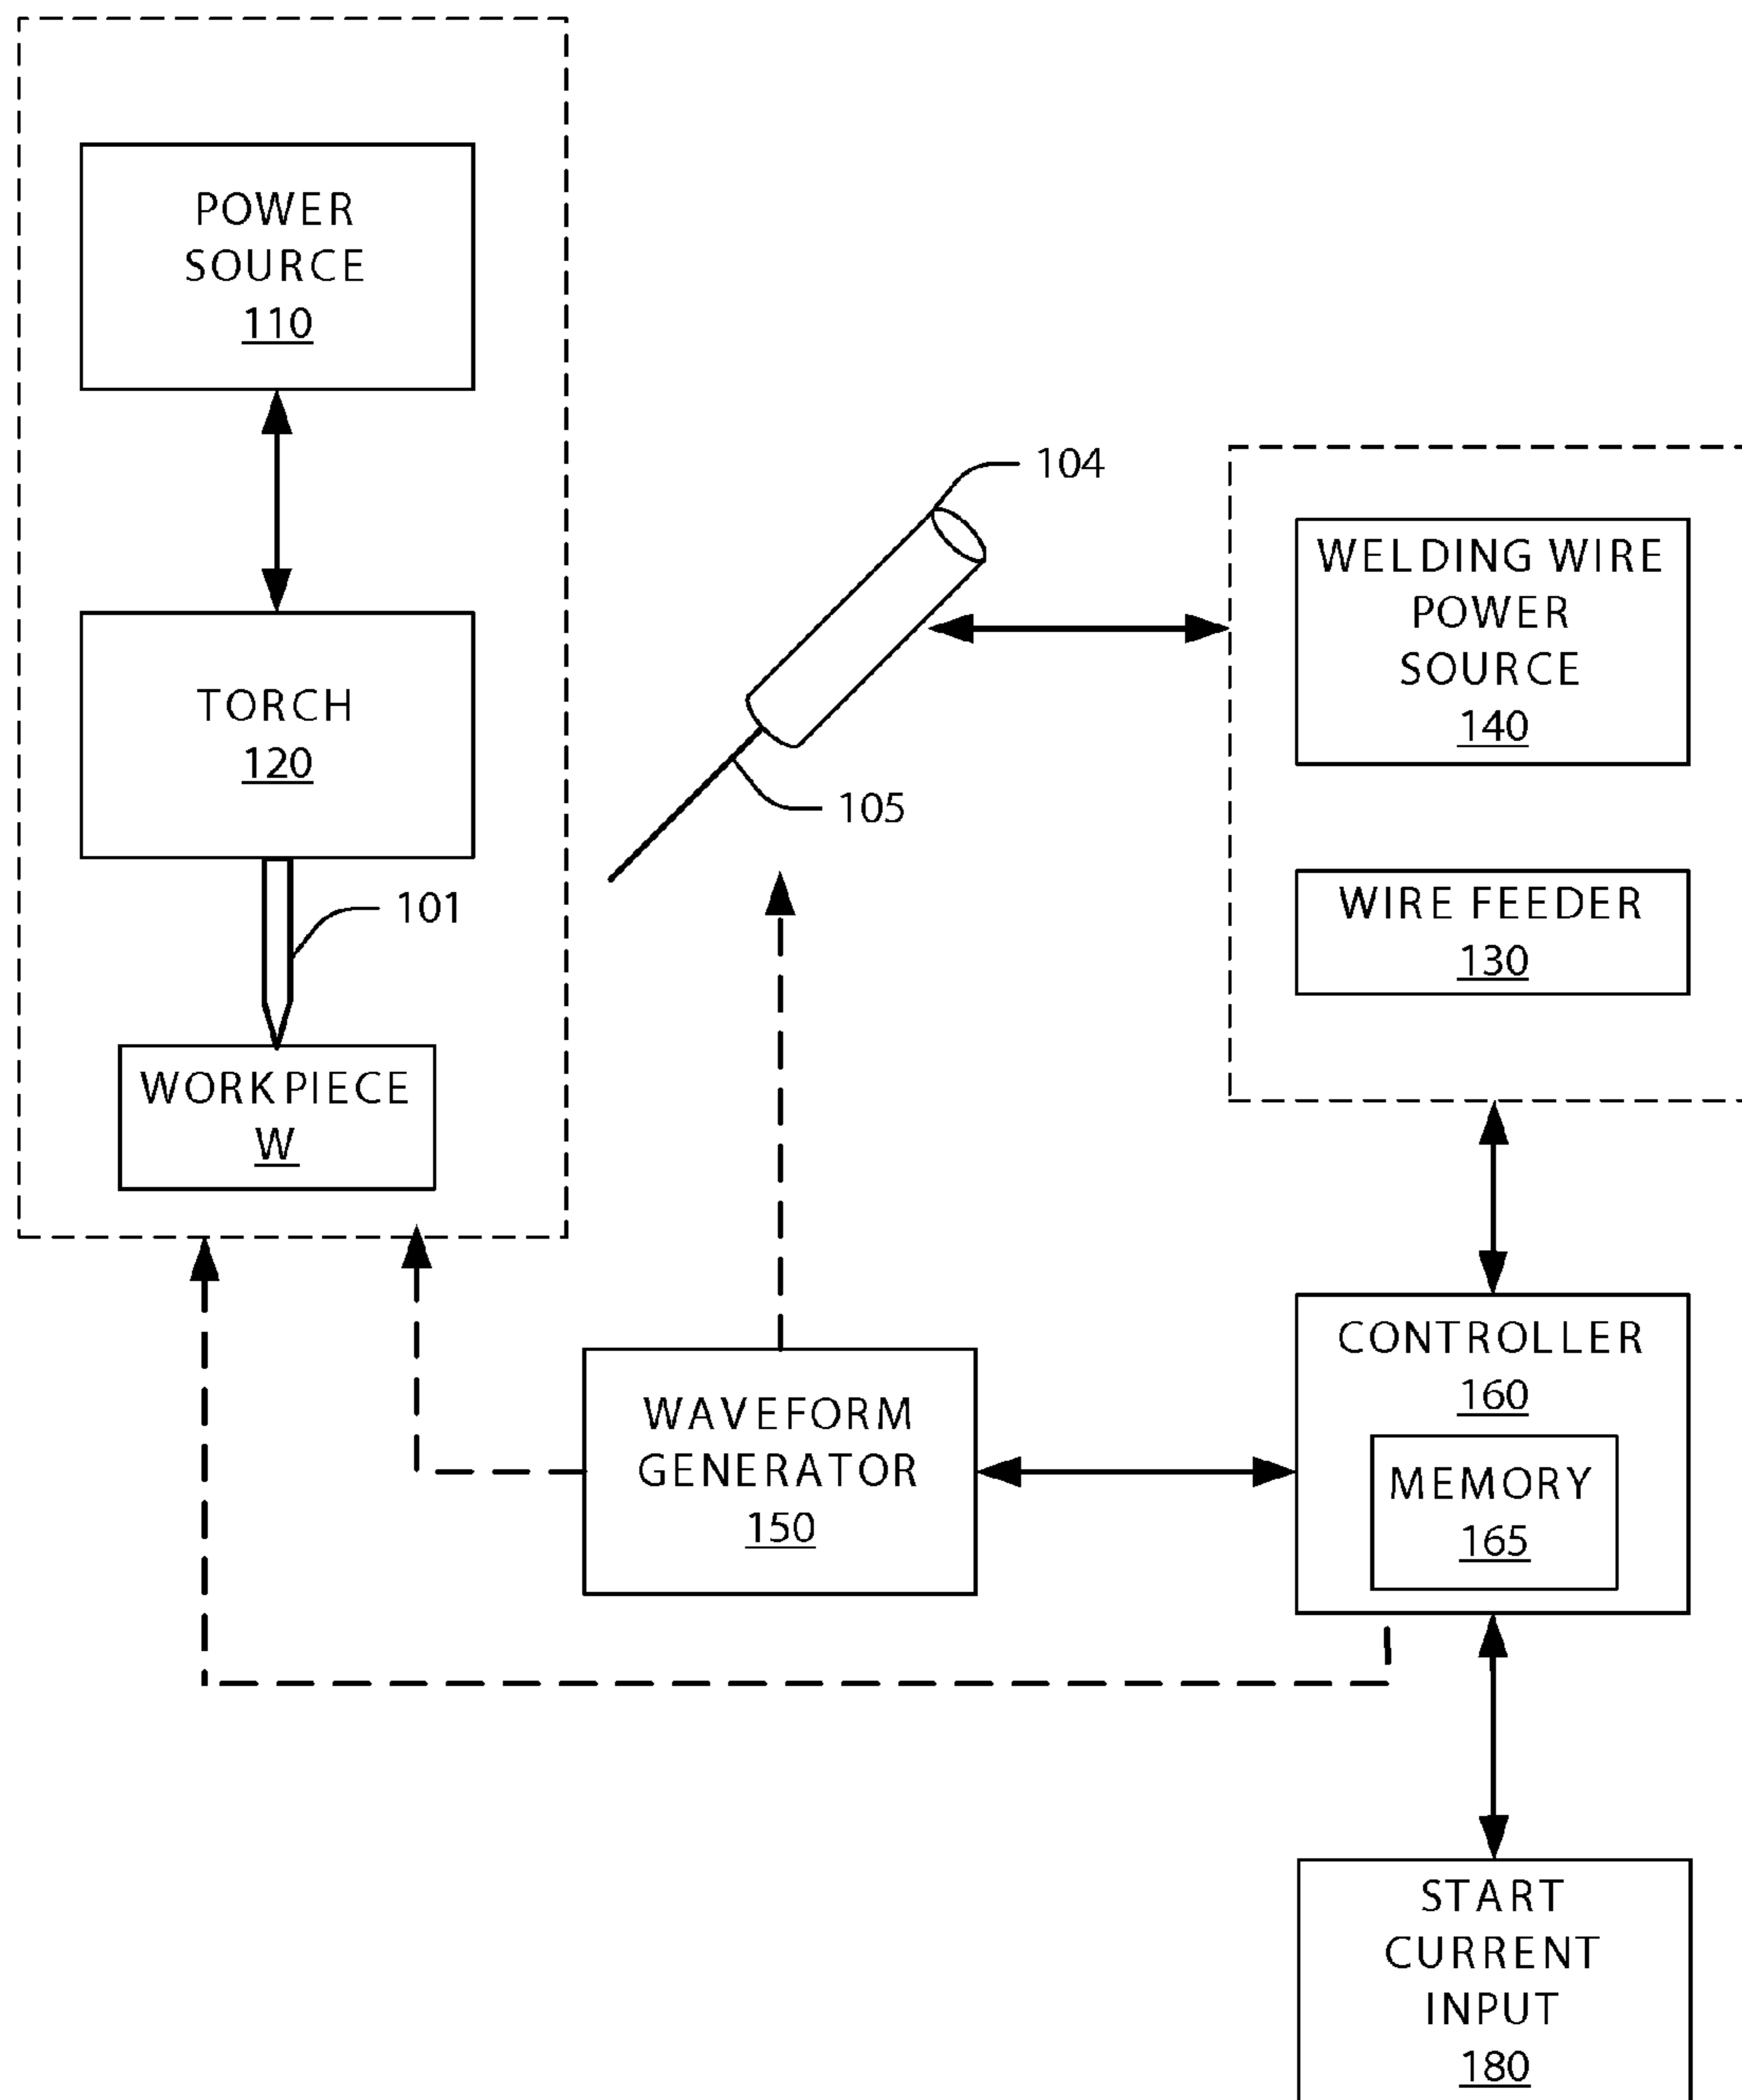 POWER
SOURCE
110
TORCH
120
101
WORKPIECE
W
104
105
WELDING WIRE
POWER
SOURCE
140
WIRE FEEDER
130
WAVEFORM
GENERATOR
150
CONTROLLER
160
MEMORY
165
START
CURRENT
INPUT
180